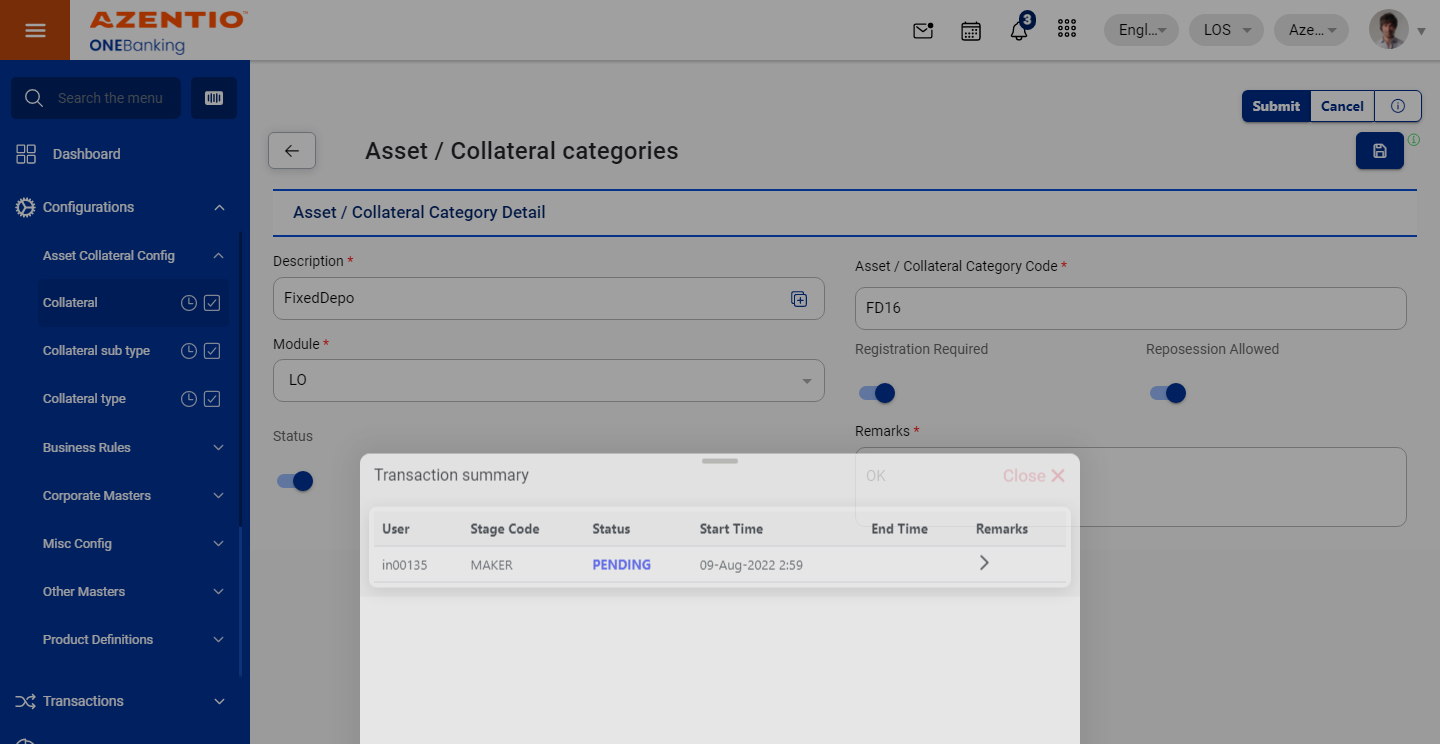 AZENTIO™
ONEBanking
3
Engl...
LOS
Aze...
Search the menu
Dashboard
Configurations
Asset Collateral Config
Collateral
Collateral sub type
Collateral type
Business Rules
Corporate Masters
Misc Config
Other Masters
Product Definitions
Transactions
Submit
Cancel
Asset / Collateral categories
Asset / Collateral Category Detail
Description *
FixedDepo
Asset / Collateral Category Code *
FD16
Module *
LO
Registration Required
Reposession Allowed
Status
Remarks *
OK
Transaction summary
Close
User Stage Code Status Start Time End Time Remarks
in00135 MAKER PENDING 09-Aug-2022 2:59